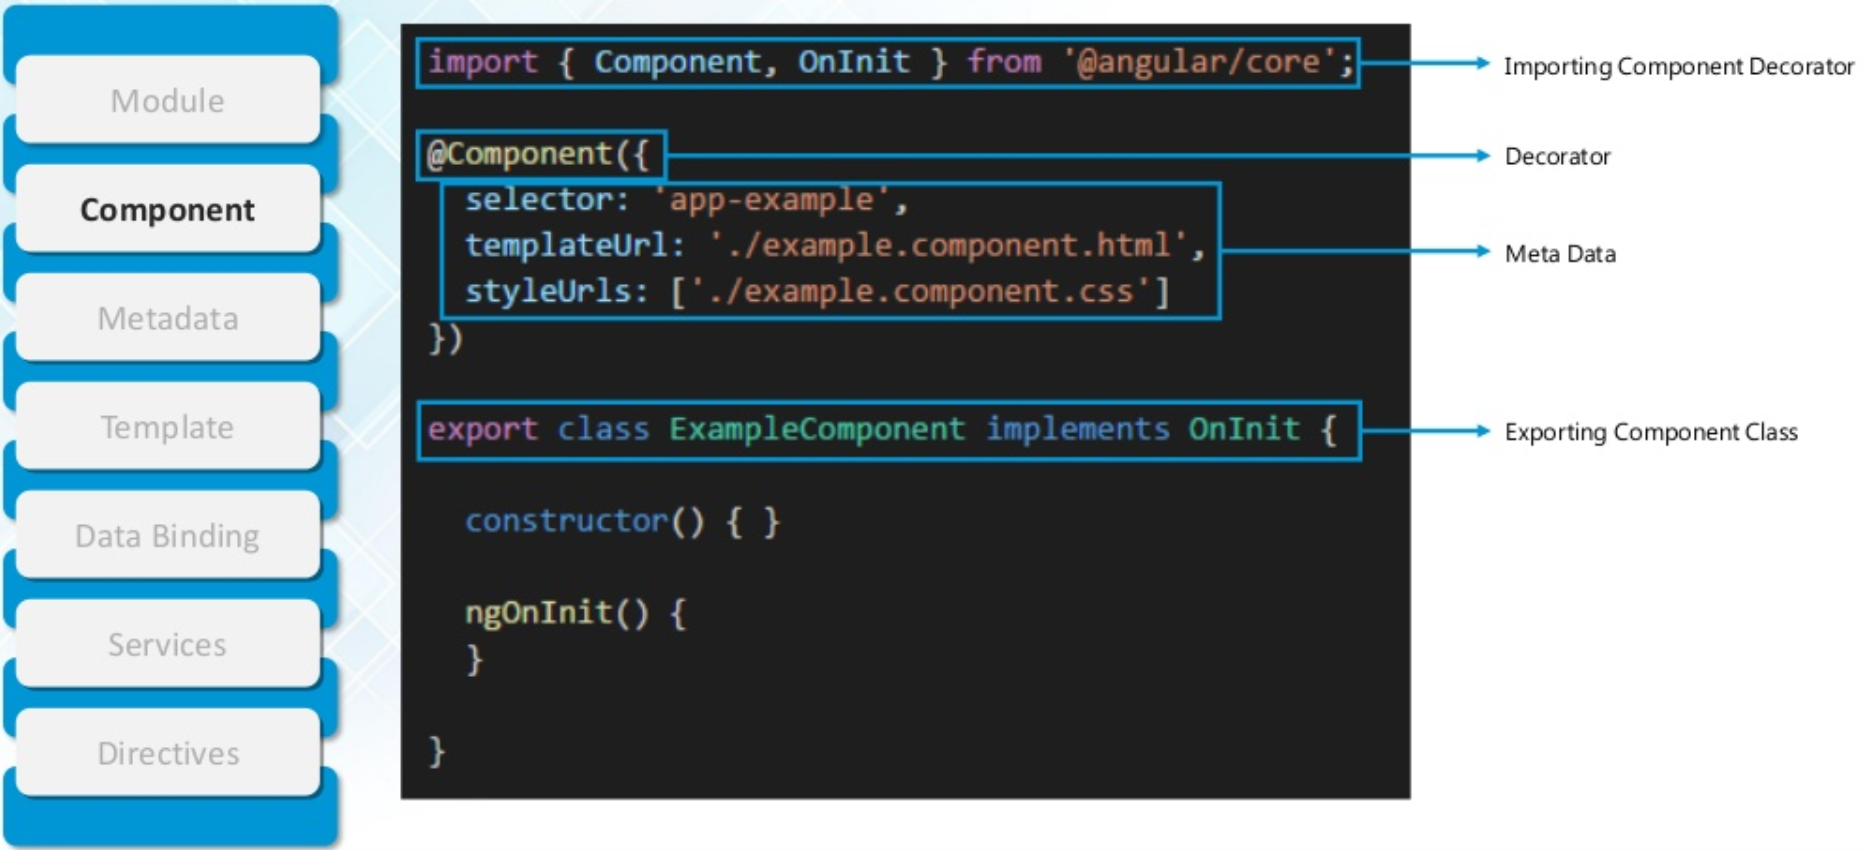 Module
Component
Metadata
Template
Data Binding
Services
Directives
import { Component, OnInit } from '@angular/core';
@Component({
selector: 'app-example',
templateUrl: './example.component.html',
styleUrls: ['./example.component.css']
})
export class ExampleComponent implements OnInit {
constructor() { }
ngOnInit() {
}
}
Importing Component Decorator
Decorator
Meta Data
Exporting Component Class